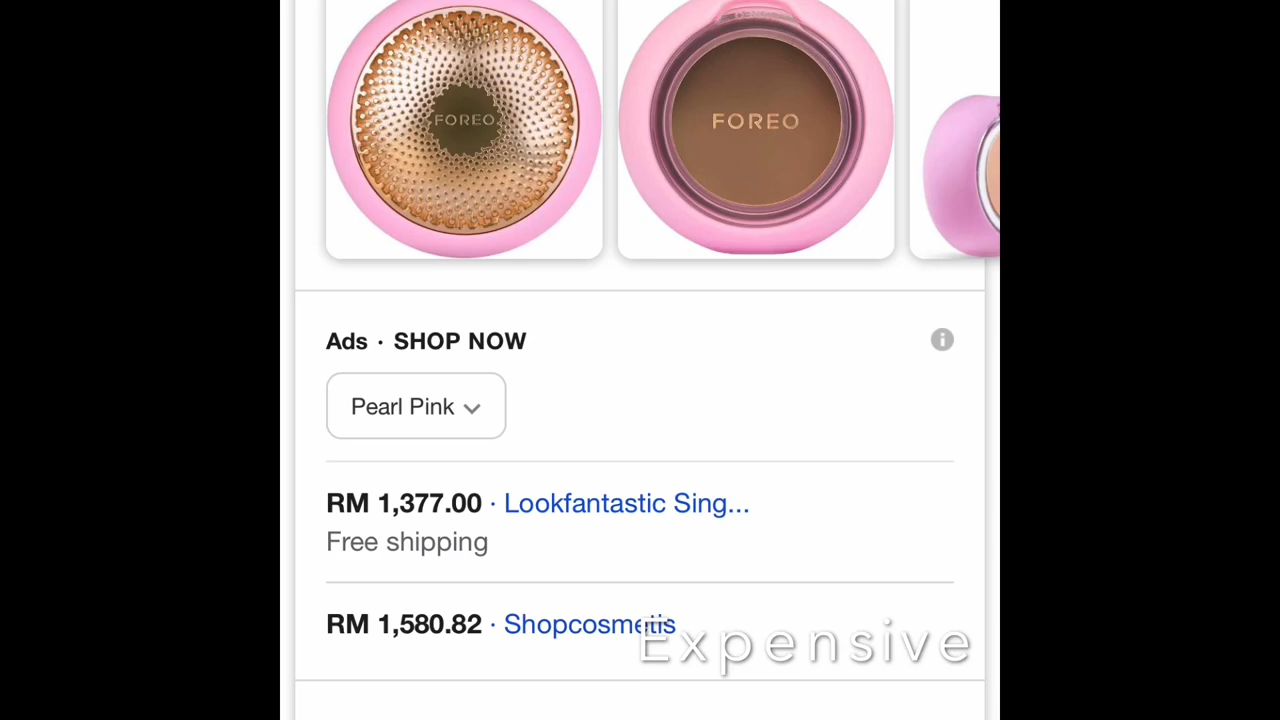 FOREO
FOREO
Ads · SHOP NOW
Pearl Pink
RM 1,377.00 · Lookfantastic Sing...
Free shipping
RM 1,580.82 · Shopcosmetis
Expensive